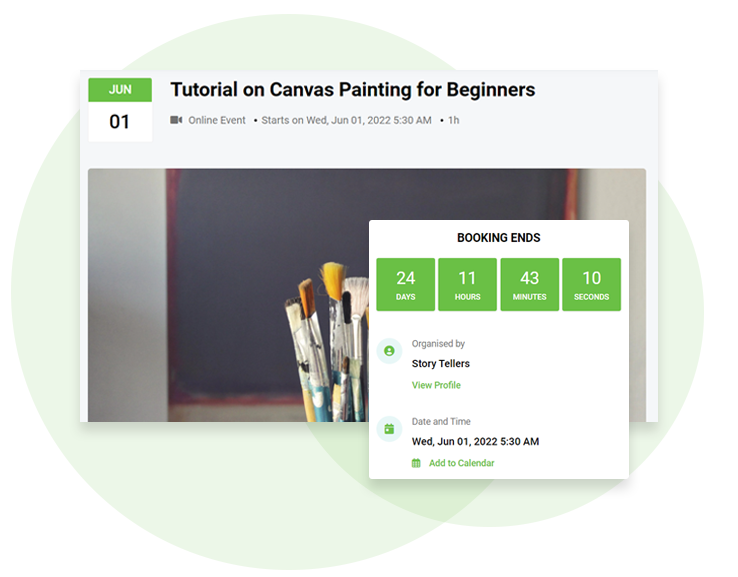 JUN
01
Tutorial on Canvas Painting for Beginners
Online Event • Starts on Wed, Jun 01, 2022 5:30 AM • 1h
BOOKING ENDS
24 11 43 10
DAYS HOURS MINUTES SECONDS
Organised by
Story Tellers
View Profile
Date and Time
Wed, Jun 01, 2022 5:30 AM
Add to Calendar